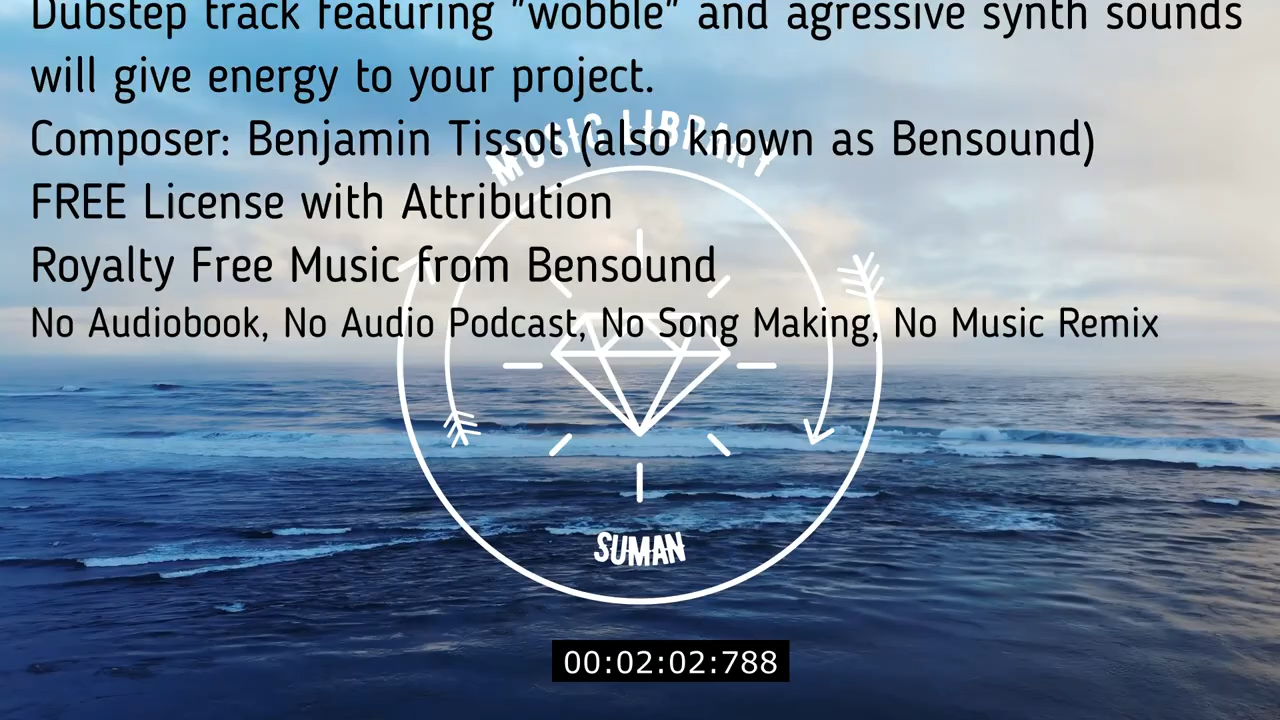 Dubstep track featuring "wobble" and agressive synth sounds
will give energy to your project.
MUSIC LIBRARY
Composer: Benjamin Tissot (also known as Bensound)
FREE License with Attribution
Royalty Free Music from Bensound
No Audiobook, No Audio Podcast, No Song Making, No Music Remix
SUMAN
00:02:02:788